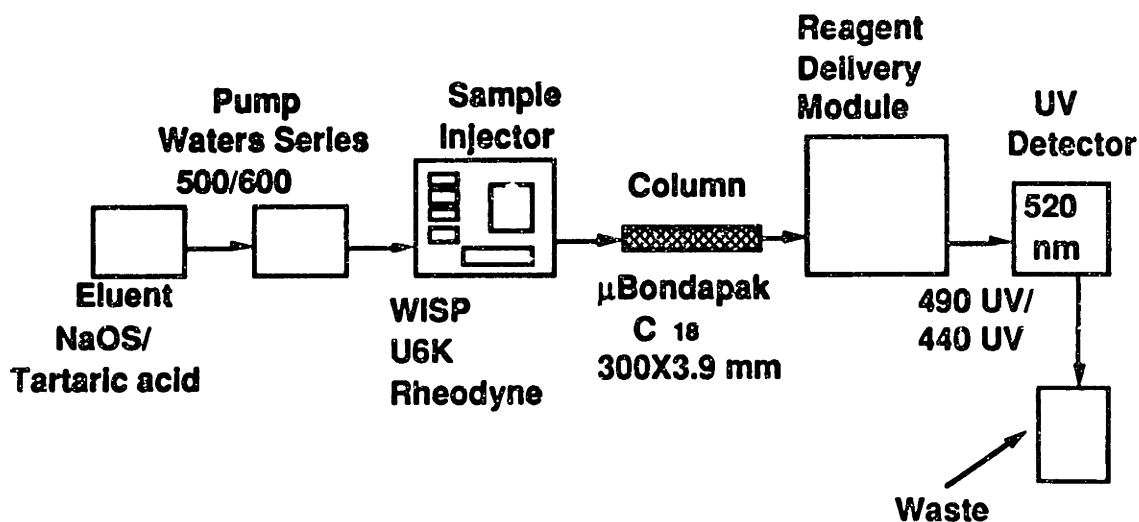 Pump
Waters Series
500/600
Eluent
NaOS/
Tartaric acid
Sample
Injector
WISP
U6K
Rheodyne
Column
µBondapak
C 18
300X3.9 mm
Reagent
Delivery
Module
490 UV/
440 UV
UV
Detector
520
nm
Waste